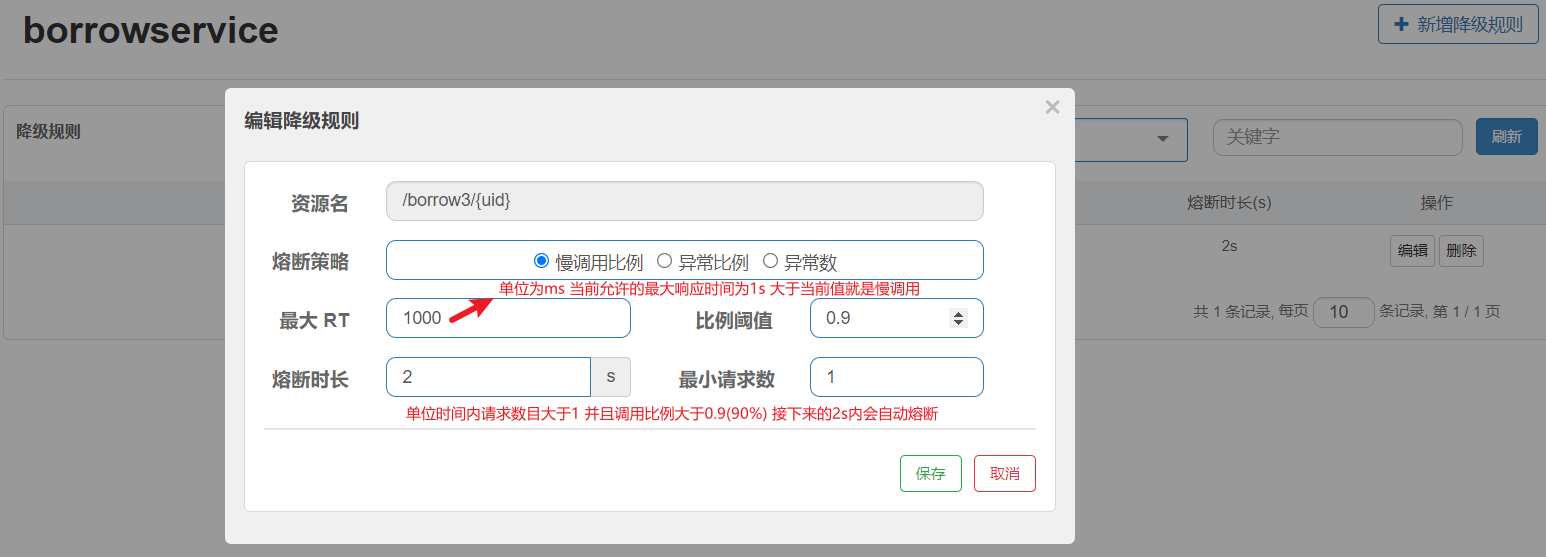 borrowservice
新增降级规则
降级规则
关键字
刷新
熔断时长(s)
操作
2s
编辑
删除
共 1 条记录, 每页 10 条记录, 第 1 / 1 页
编辑降级规则
×
资源名
/borrow3/{uid}
熔断策略
慢调用比例 异常比例 异常数
单位为ms 当前允许的最大响应时间为1s 大于当前值就是慢调用
最大 RT 1000 比例阈值 0.9
熔断时长 2 s 最小请求数 1
单位时间内请求数目大于1 并且调用比例大于0.9(90%) 接下来的2s内会自动熔断
保存 取消